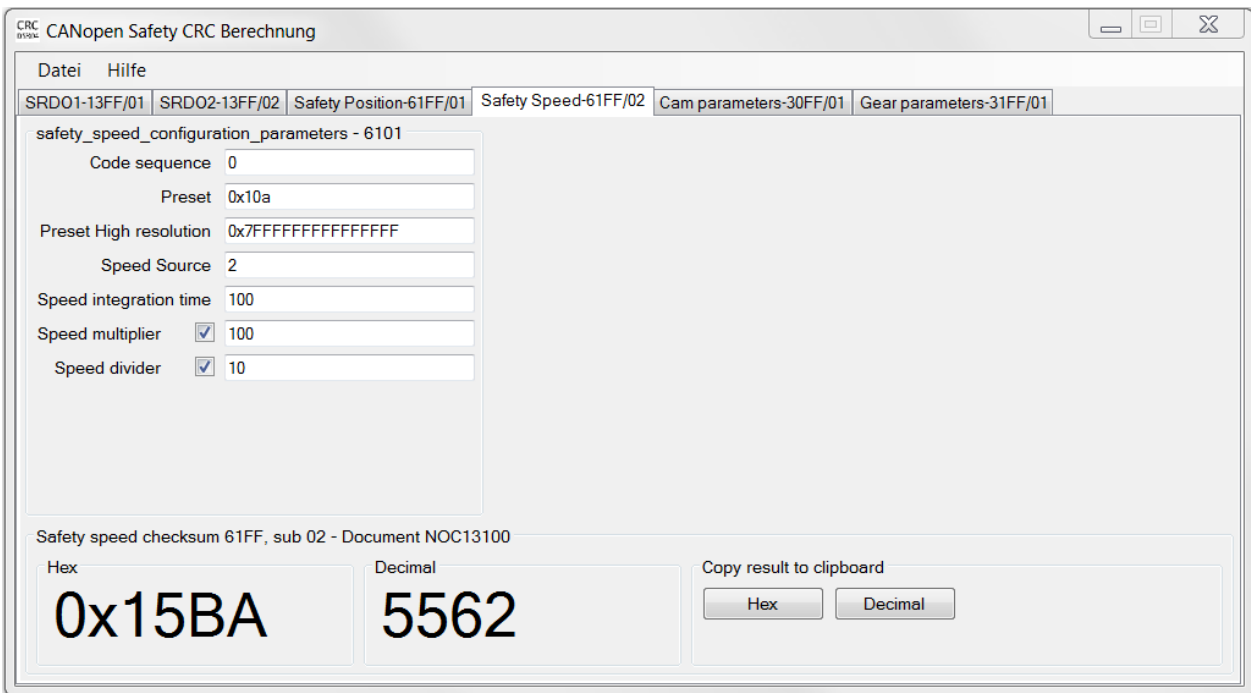 CRC CANopen Safety CRC Berechnung
Datei Hilfe
SRDO1-13FF/01 SRDO2-13FF/02 Safety Position-61FF/01 Safety Speed-61FF/02 Cam parameters-30FF/01 Gear parameters-31FF/01
safety_speed_configuration_parameters - 6101
Code sequence 0
Preset 0x10a
Preset High resolution 0x7FFFFFFFFFFFFFFF
Speed Source 2
Speed integration time 100
Speed multiplier 100
Speed divider 10
Safety speed checksum 61FF, sub 02 - Document NOC13100
Hex Decimal Copy result to clipboard
0x15BA 5562 Hex Decimal